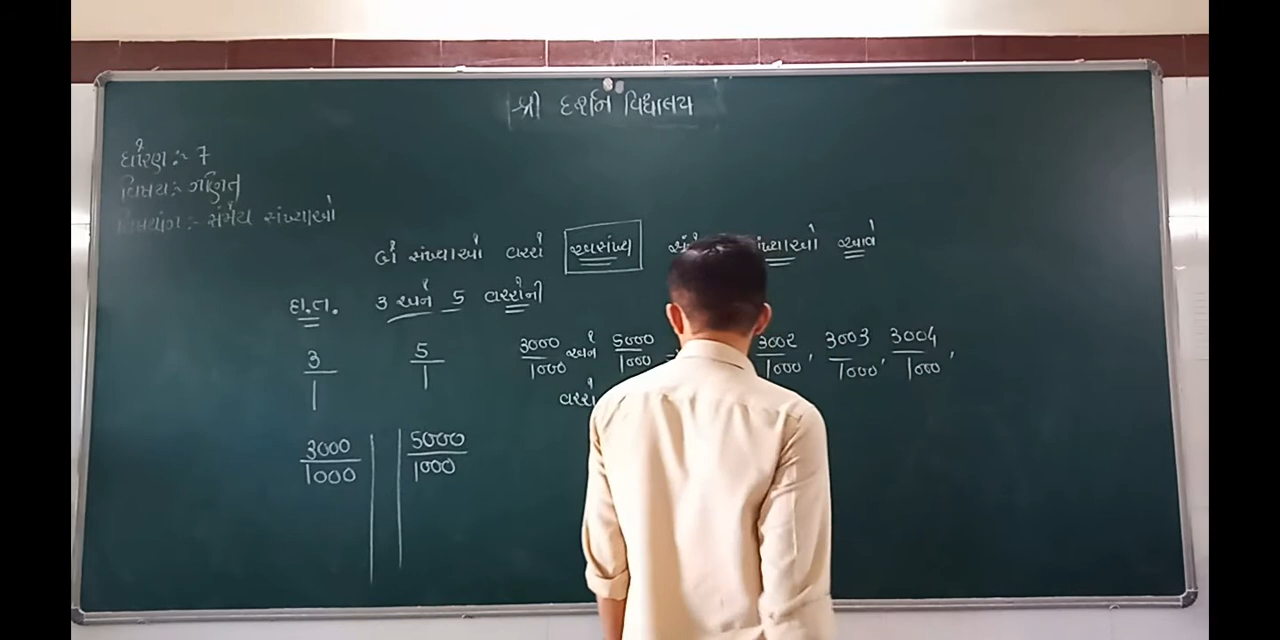 શ્રી દર્શન વિદ્યાલય
ધોરણ :- 7
વિષય :- ગણિત
વિષયાંગ :- સંમેય સંખ્યાઓ
બે સંખ્યાઓ વચ્ચે અસંખ્ય સંખ્યાઓ આવે
દા.ત. 3 અને 5 વચ્ચેની
3/1 5/1 3000/1000 અને 5000/1000 3002/1000, 3003/1000, 3004/1000,
વચ્ચે
3000/1000 5000/1000